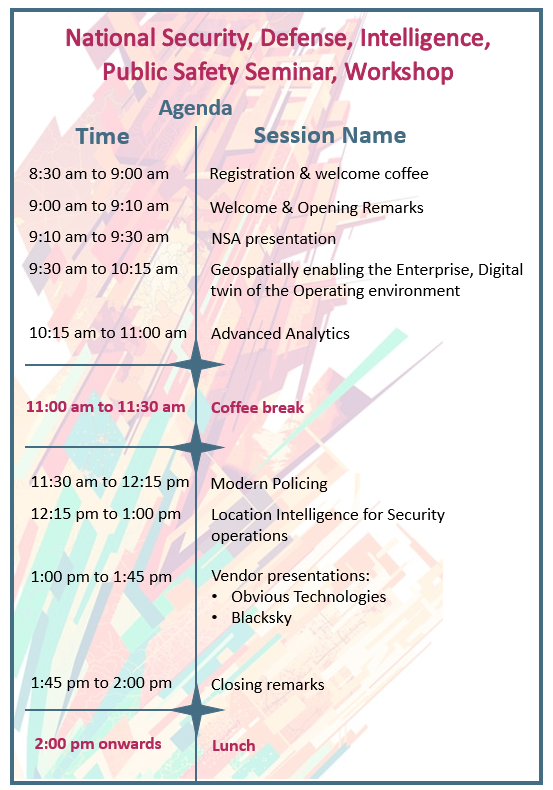 National Security, Defense, Intelligence,
Public Safety Seminar, Workshop
Agenda
Time Session Name
8:30 am to 9:00 am Registration & welcome coffee
9:00 am to 9:10 am Welcome & Opening Remarks
9:10 am to 9:30 am NSA presentation
9:30 am to 10:15 am Geospatially enabling the Enterprise, Digital
twin of the Operating environment
10:15 am to 11:00 am Advanced Analytics
11:00 am to 11:30 am Coffee break
11:30 am to 12:15 pm Modern Policing
12:15 pm to 1:00 pm Location Intelligence for Security
operations
1:00 pm to 1:45 pm Vendor presentations:
• Obvious Technologies
• Blacksky
1:45 pm to 2:00 pm Closing remarks
2:00 pm onwards Lunch